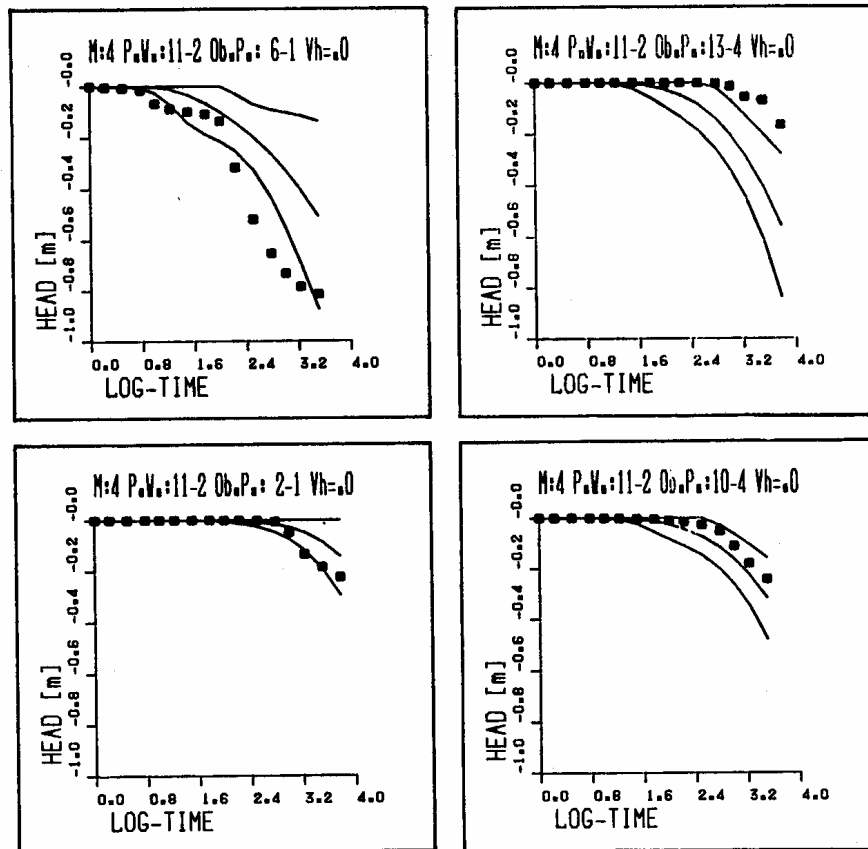 M:4 P.W.:11-2 Ob.P.: 6-1 Vh=.0
-0.0
-0.2
-0.4
-0.6
-0.8
-1.0
HEAD [m]
0.0 0.8 1.6 2.4 3.2 4.0
LOG-TIME
M:4 P.W.:11-2 Ob.P.:13-4 Vh=.0
-0.0
-0.2
-0.4
-0.6
-0.8
-1.0
HEAD [m]
0.0 0.8 1.6 2.4 3.2 4.0
LOG-TIME
M:4 P.W.:11-2 Ob.P.: 2-1 Vh=.0
-0.0
-0.2
-0.4
-0.6
-0.8
-1.0
HEAD [m]
0.0 0.8 1.6 2.4 3.2 4.0
LOG-TIME
M:4 P.W.:11-2 Ob.P.:10-4 Vh=.0
-0.0
-0.2
-0.4
-0.6
-0.8
-1.0
HEAD [m]
0.0 0.8 1.6 2.4 3.2 4.0
LOG-TIME